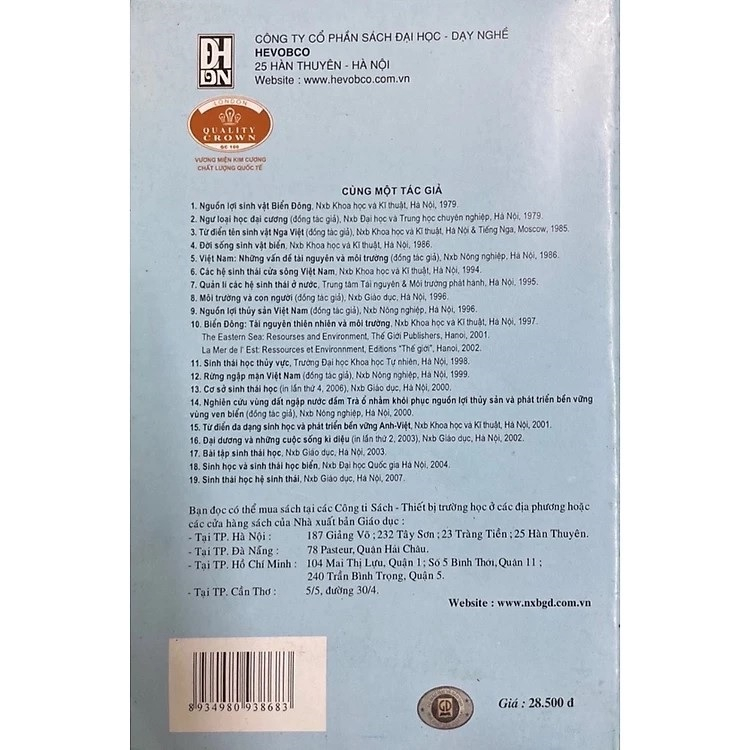 CÔNG TY CỔ PHẦN SÁCH ĐẠI HỌC - DẠY NGHỀ
HEVOBCO
25 HÀN THUYÊN - HÀ NỘI
Website : www.hevobco.com.vn
ĐH
DN
LONDON
QUALITY
CROWN
QC 100
VƯƠNG MIỆN KIM CƯƠNG
CHẤT LƯỢNG QUỐC TẾ
CÙNG MỘT TÁC GIẢ
1. Nguồn lợi sinh vật Biển Đông, Nxb Khoa học và Kĩ thuật, Hà Nội, 1979.
2. Ngư loại học đại cương (đồng tác giả), Nxb Đại học và Trung học chuyên nghiệp, Hà Nội, 1979.
3. Từ điển tên sinh vật Nga Việt (đồng tác giả), Nxb Khoa học và Kĩ thuật, Hà Nội & Tiếng Nga, Moscow, 1985.
4. Đời sống sinh vật biển, Nxb Khoa học và Kĩ thuật, Hà Nội, 1986.
5. Việt Nam: Những vấn đề tài nguyên và môi trường (đồng tác giả), Nxb Nông nghiệp, Hà Nội, 1986.
6. Các hệ sinh thái cửa sông Việt Nam, Nxb Khoa học và Kĩ thuật, Hà Nội, 1994.
7. Quản lí các hệ sinh thái ở nước, Trung tâm Tài nguyên & Môi trường phát hành, Hà Nội, 1995.
8. Môi trường và con người (đồng tác giả), Nxb Giáo dục, Hà Nội, 1996.
9. Nguồn lợi thủy sản Việt Nam (đồng tác giả), Nxb Nông nghiệp, Hà Nội, 1996.
10. Biển Đông: Tài nguyên thiên nhiên và môi trường, Nxb Khoa học và Kĩ thuật, Hà Nội, 1997.
The Eastern Sea: Resourses and Environment, Thế Giới Publishers, Hanoi, 2001.
La Mer de l' Est: Ressources et Environnment, Editions "Thế giới", Hanoi, 2002.
11. Sinh thái học thủy vực, Trường Đại học Khoa học Tự nhiên, Hà Nội, 1998.
12. Rừng ngập mặn Việt Nam (đồng tác giả), Nxb Nông nghiệp, Hà Nội, 1999.
13. Cơ sở sinh thái học (in lần thứ 4, 2006), Nxb Giáo dục, Hà Nội, 2000.
14. Nghiên cứu vùng đất ngập nước đầm Trà ổ nhằm khôi phục nguồn lợi thủy sản và phát triển bền vững
vùng ven biển (đồng tác giả), Nxb Nông nghiệp, Hà Nội, 2000.
15. Từ điển đa dạng sinh học và phát triển bền vững Anh-Việt, Nxb Khoa học và Kĩ thuật, Hà Nội, 2001.
16. Đại dương và những cuộc sống kì diệu (in lần thứ 2, 2003), Nxb Giáo dục, Hà Nội, 2002.
17. Bài tập sinh thái học, Nxb Giáo dục, Hà Nội, 2003.
18. Sinh học và sinh thái học biển, Nxb Đại học Quốc gia Hà Nội, 2004.
19. Sinh thái học hệ sinh thái, Nxb Giáo dục, Hà Nội, 2007.
Bạn đọc có thể mua sách tại các Công ti Sách - Thiết bị trường học ở các địa phương hoặc
các cửa hàng sách của Nhà xuất bản Giáo dục :
- Tại TP. Hà Nội : 187 Giảng Võ ; 232 Tây Sơn ; 23 Tràng Tiền ; 25 Hàn Thuyên.
- Tại TP. Đà Nẵng : 78 Pasteur, Quận Hải Châu.
- Tại TP. Hồ Chí Minh : 104 Mai Thị Lựu, Quận 1 ; Số 5 Bình Thới, Quận 11 ;
240 Trần Bình Trọng, Quận 5.
- Tại TP. Cần Thơ : 5/5, đường 30/4.
Website : www.nxbgd.com.vn
8 934980 938683
Giá : 28.500 đ